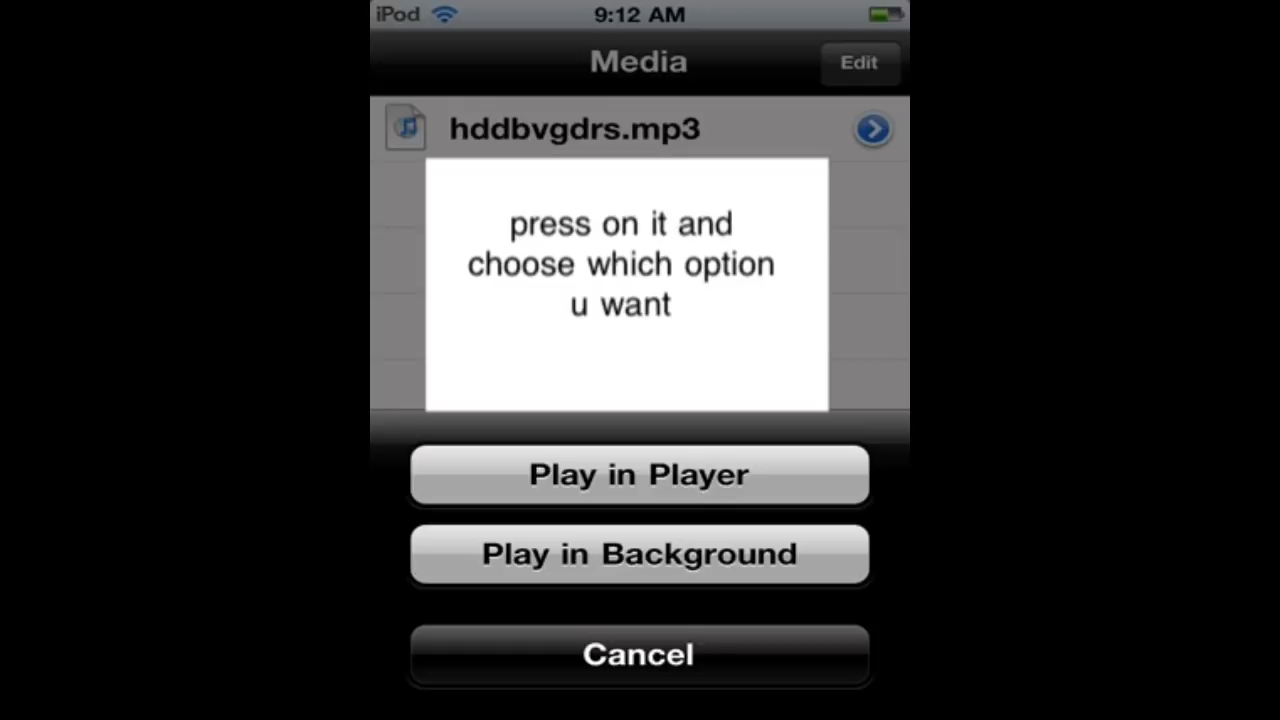 iPod 9:12 AM
Media Edit
hddbvgdrs.mp3
press on it and
choose which option
u want
Play in Player
Play in Background
Cancel